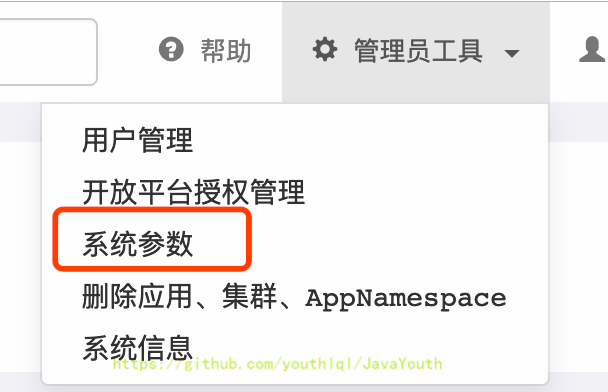 帮助 管理员工具
用户管理
开放平台授权管理
系统参数
删除应用、集群、AppNamespace
系统信息
https://github.com/youthlql/JavaYouth